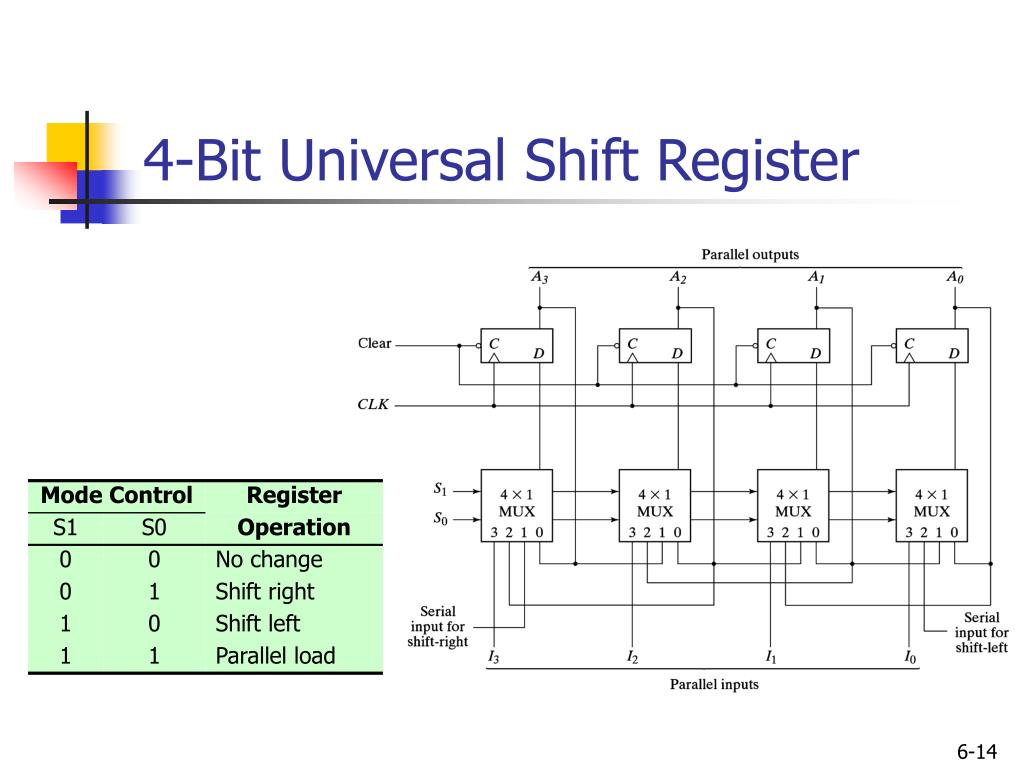 4-Bit Universal Shift Register
Parallel outputs
A3 A2 A1 A0
Clear
C D C D C D C D
CLK
Mode Control Register
S1 S0 Operation
0 0 No change
0 1 Shift right
1 0 Shift left
1 1 Parallel load
S1
S0
4 × 1 4 × 1 4 × 1 4 × 1
MUX MUX MUX MUX
3 2 1 0 3 2 1 0 3 2 1 0 3 2 1 0
Serial
input for
shift-right
Serial
input for
shift-left
I3 I2 I1 I0
Parallel inputs
6-14